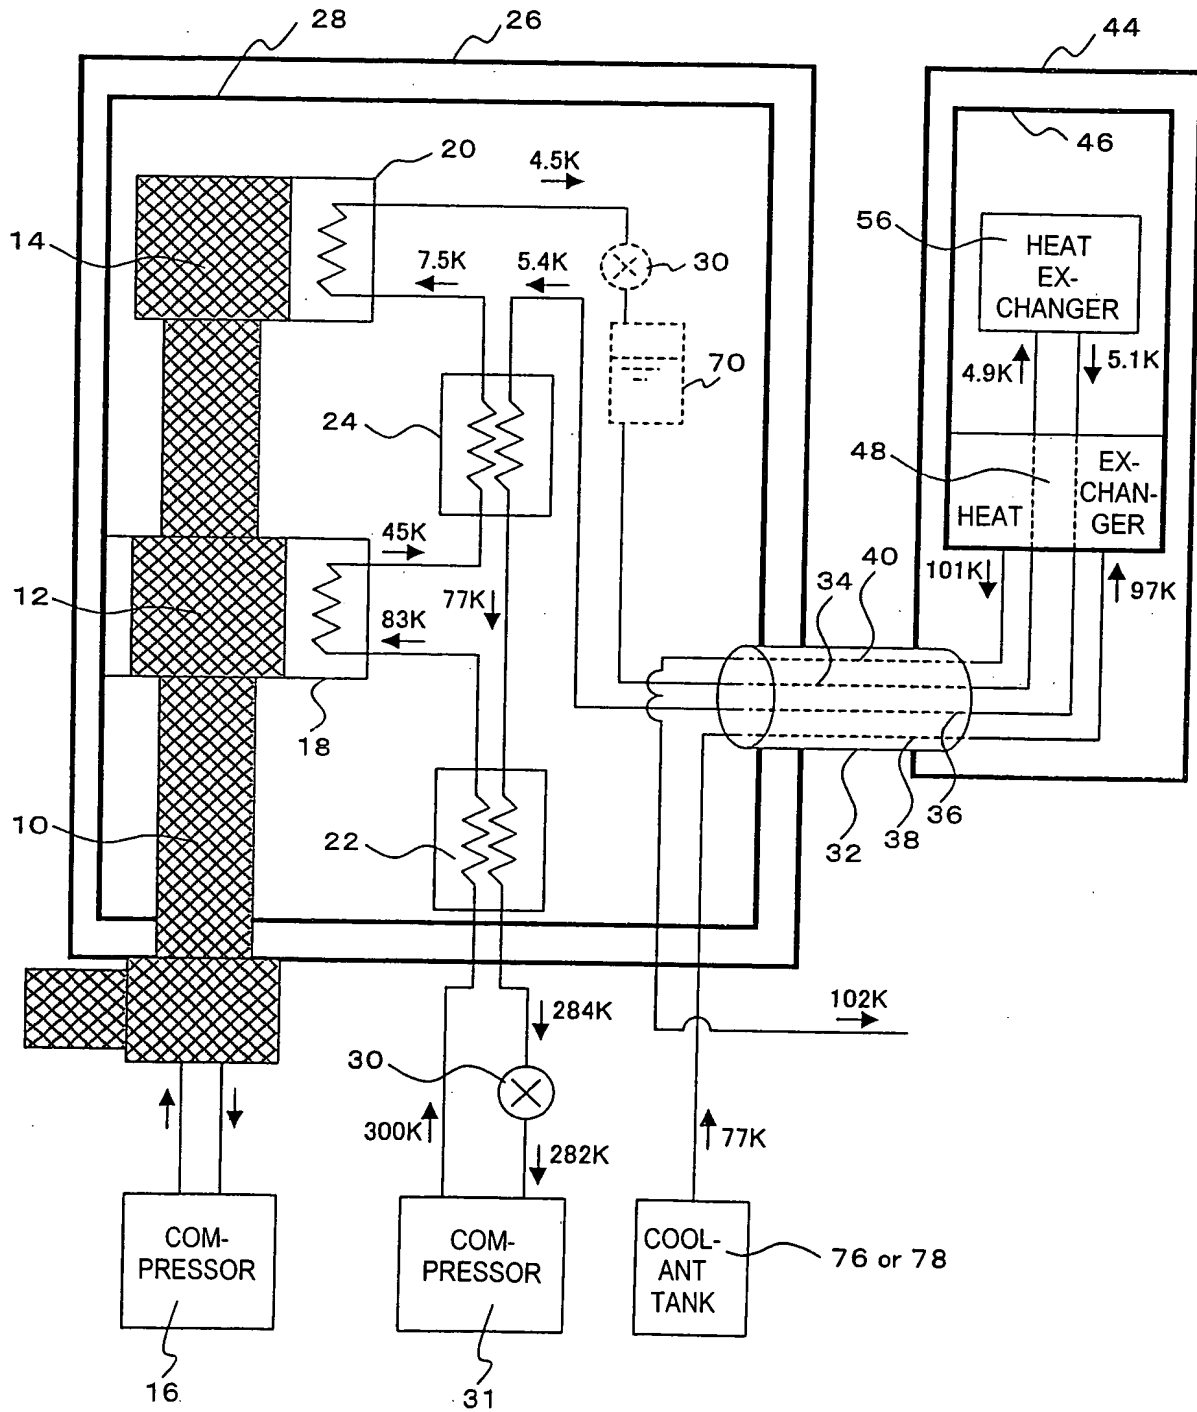 28
26
44
20
4.5K
46
14
7.5K
5.4K
30
56
HEAT
EX-
CHANGER
70
4.9K
5.1K
24
48
EX-
CHAN-
GER
HEAT
45K
12
77K
83K
34
40
101K
97K
18
10
22
32
38
36
102K
284K
30
300K
282K
77K
COM-
PRESSOR
COM-
PRESSOR
COOL-
ANT
TANK
76 or 78
16
31